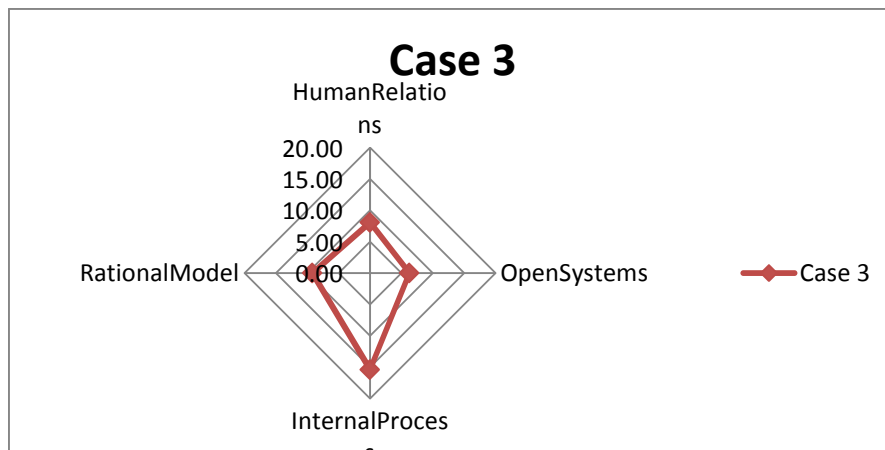 Case 3
HumanRelatio
ns
20.00
15.00
10.00
5.00
0.00
RationalModel
OpenSystems
Case 3
InternalProces